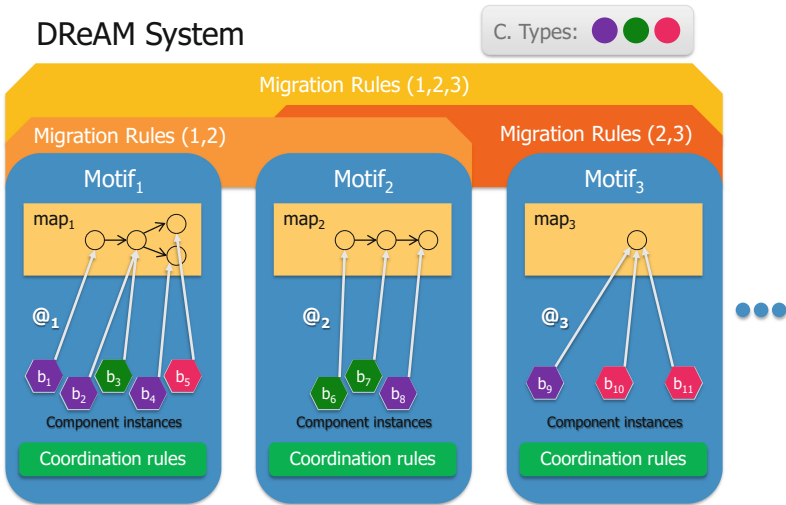 DReAM System
C. Types:
Migration Rules (1,2,3)
Migration Rules (1,2)
Migration Rules (2,3)
Motif₁
Motif₂
Motif₃
map₁
map₂
map₃
@₁
@₂
@₃
b₁
b₂
b₃
b₄
b₅
b₆
b₇
b₈
b₉
b₁₀
b₁₁
Component instances
Component instances
Component instances
Coordination rules
Coordination rules
Coordination rules